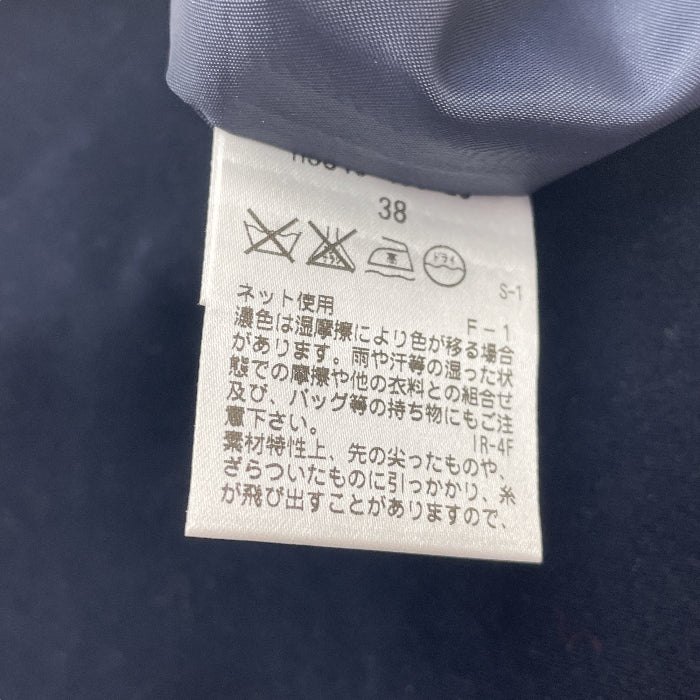 38
高
ドライ
S-1
ネット使用
F-1
濃色は湿摩擦により色が移る場合
があります。雨や汗等の湿った状
態での摩擦や他の衣料との組合せ
及び、バッグ等の持ち物にもご注
意下さい。
IR-4F
素材特性上、先の尖ったものや、
ざらついたものに引っかかり、糸
が飛び出すことがありますので、